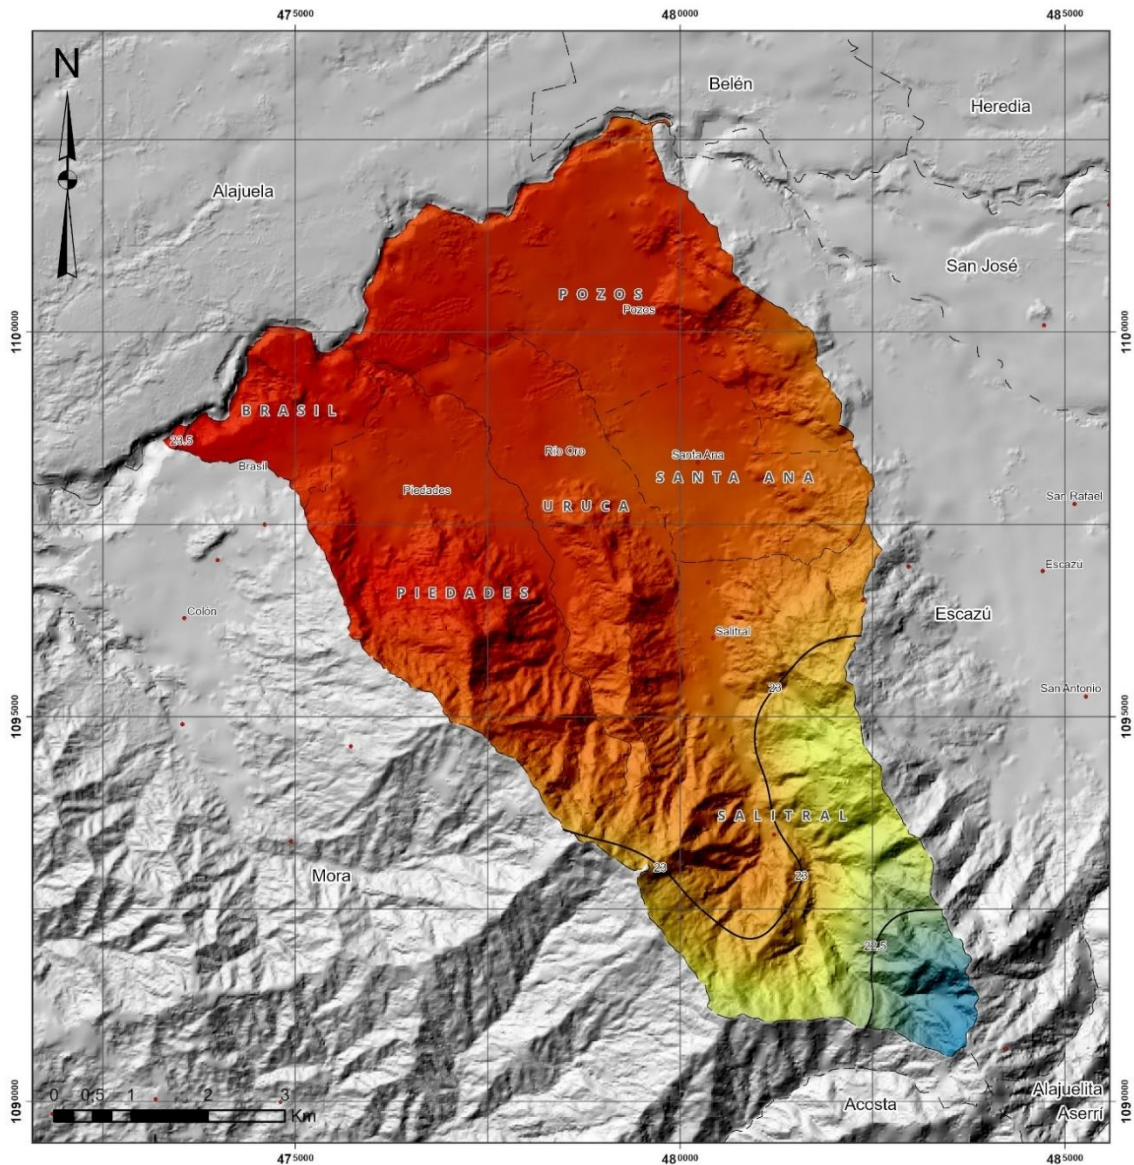 475000
480000
485000
N
Belén
Heredia
Alajuela
San José
POZOS
Pozos
1100000
1100000
BRASIL
23.5
Brasil
Río Oro
Santa Ana
SANTA ANA
Piedades
URUCA
San Rafael
Escazú
PIEDADES
Colón
Salitral
Escazú
23
San Antonio
1095000
1095000
SALITRAL
23
23
Mora
22.5
1090000
1090000
0 0.5 1 2 3
Km
Acosta
Alajuelita
Aserrí
475000
480000
485000